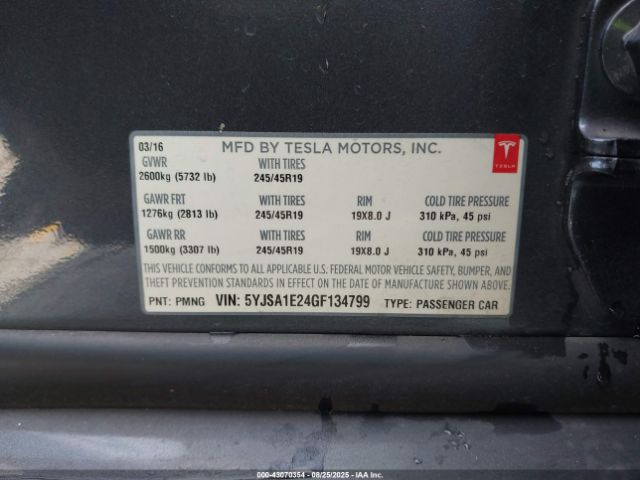 03/16 MFD BY TESLA MOTORS, INC.
TESLA
GVWR WITH TIRES
2600kg (5732 lb) 245/45R19
GAWR FRT WITH TIRES RIM COLD TIRE PRESSURE
1276kg (2813 lb) 245/45R19 19X8.0 J 310 kPa, 45 psi
GAWR RR WITH TIRES RIM COLD TIRE PRESSURE
1500kg (3307 lb) 245/45R19 19X8.0 J 310 kPa, 45 psi
THIS VEHICLE CONFORMS TO ALL APPLICABLE U.S. FEDERAL MOTOR VEHICLE SAFETY, BUMPER, AND
THEFT PREVENTION STANDARDS IN EFFECT ON THE DATE OF MANUFACTURE SHOWN ABOVE.
PNT: PMNG VIN: 5YJSA1E24GF134799 TYPE: PASSENGER CAR
000-43070354 - 08/25/2025 - WWW.IAAI.COM